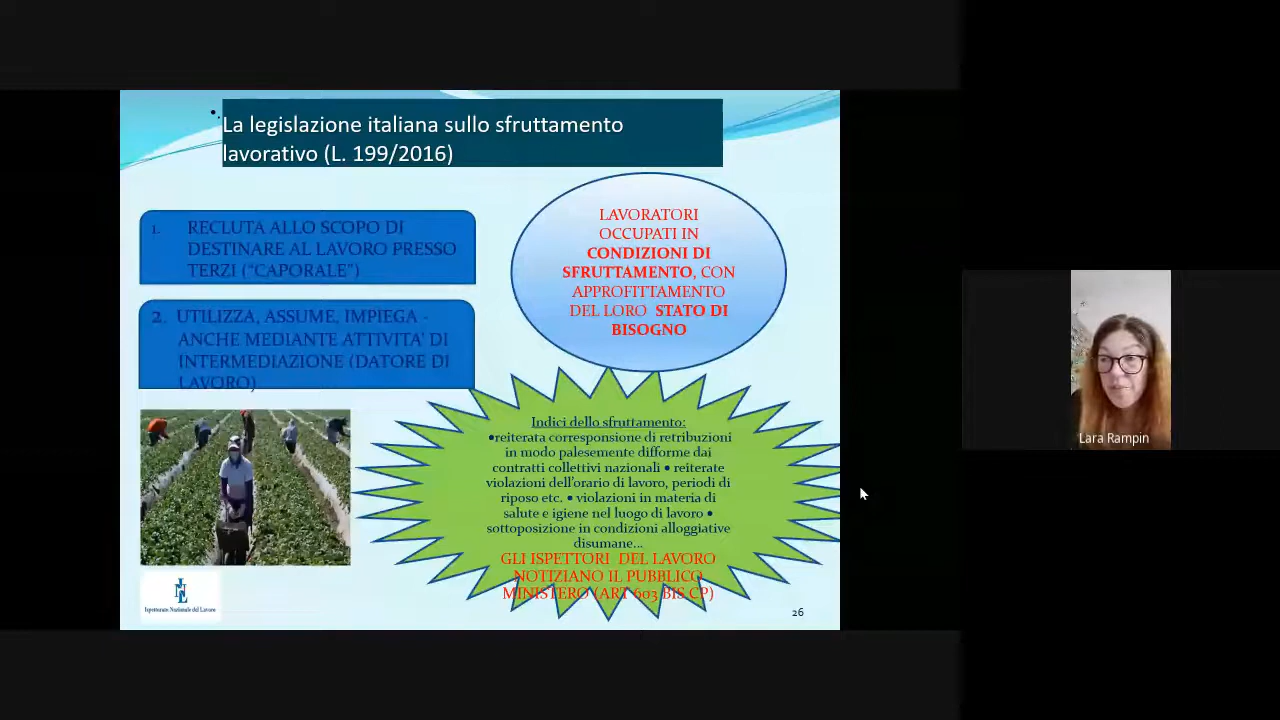 La legislazione italiana sullo sfruttamento
lavorativo (L. 199/2016)
1. RECLUTA ALLO SCOPO DI
DESTINARE AL LAVORO PRESSO
TERZI (“CAPORALE”)
2. UTILIZZA, ASSUME, IMPIEGA -
ANCHE MEDIANTE ATTIVITA' DI
INTERMEDIAZIONE (DATORE DI
LAVORO)
LAVORATORI
OCCUPATI IN
CONDIZIONI DI
SFRUTTAMENTO, CON
APPROFITTAMENTO
DEL LORO STATO DI
BISOGNO
Indici dello sfruttamento:
•reiterata corresponsione di retribuzioni
in modo palesemente difforme dai
contratti collettivi nazionali • reiterate
violazioni dell'orario di lavoro, periodi di
riposo etc. • violazioni in materia di
salute e igiene nel luogo di lavoro •
sottoposizione in condizioni alloggiative
disumane...
GLI ISPETTORI DEL LAVORO
NOTIZIANO IL PUBBLICO
MINISTERO (ART 603 BIS CP)
Ispettorato Nazionale del Lavoro
26
Lara Rampin